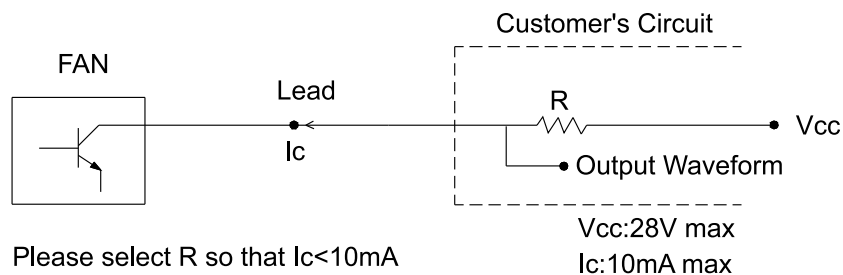 Customer's Circuit
FAN
Lead
R
Vcc
Ic
Output Waveform
Vcc:28V max
Please select R so that Ic<10mA
Ic:10mA max